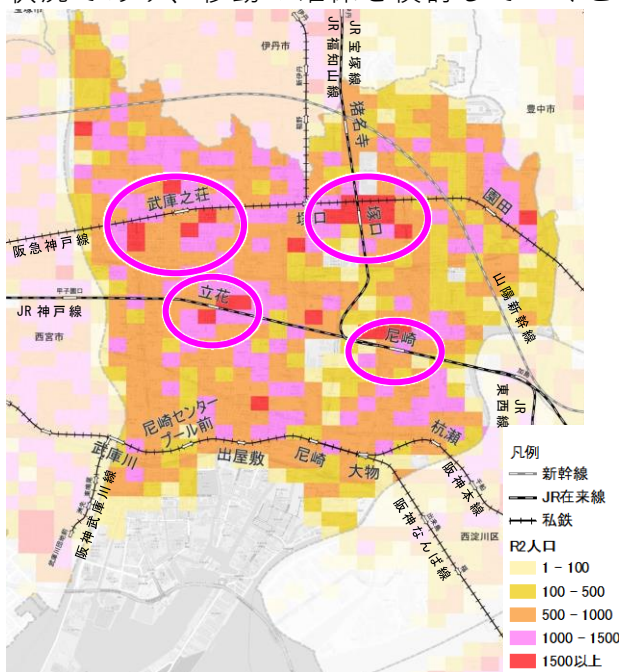 伊丹市
JR福知山線
JR宝塚線
猪名寺
豊中市
武庫之荘
塚口
塚口
園田
阪急神戸線
山陽新幹線
立花
甲子園口
JR神戸線
西宮市
尼崎
JR東西線
尼崎センタープール前
武庫川
出屋敷
尼崎
大物
杭瀬
阪神本線
阪神武庫川線
阪神なんば線
西淀川区
凡例
新幹線
JR在来線
私鉄
R2人口
1 - 100
100 - 500
500 - 1000
1000 - 1500
1500以上